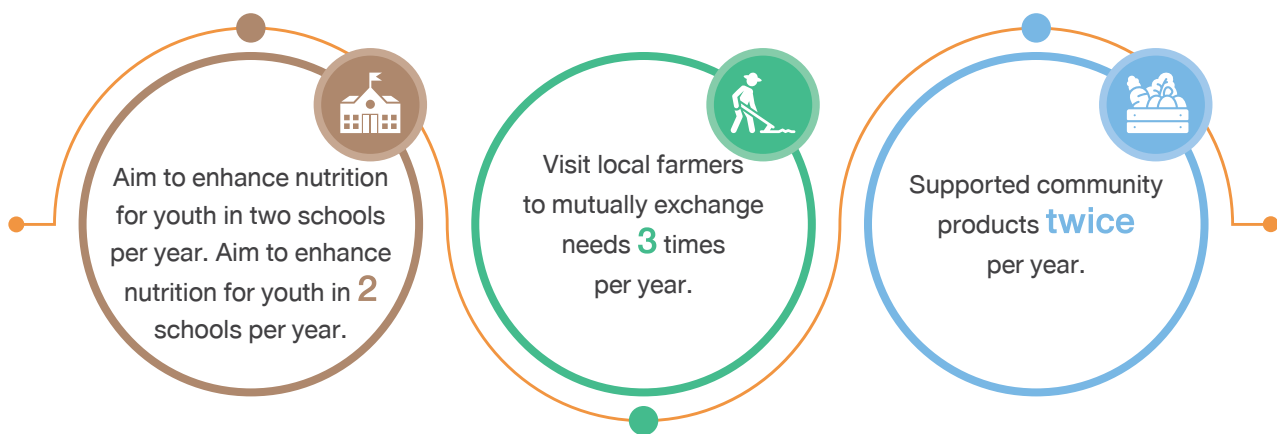 Aim to enhance nutrition
for youth in two schools
per year. Aim to enhance
nutrition for youth in 2
schools per year.
Visit local farmers
to mutually exchange
needs 3 times
per year.
Supported community
products twice
per year.